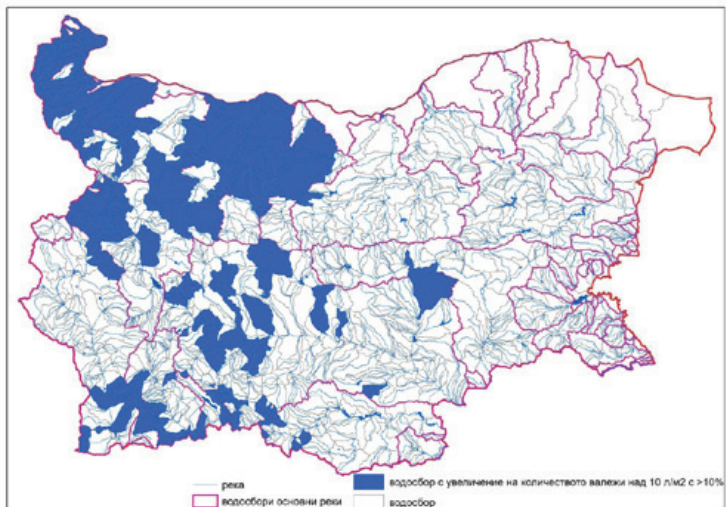 река
водосбор с увеличение на количеството валежи над 10 л/м2 с >10%
водосбори основни реки
водосбор